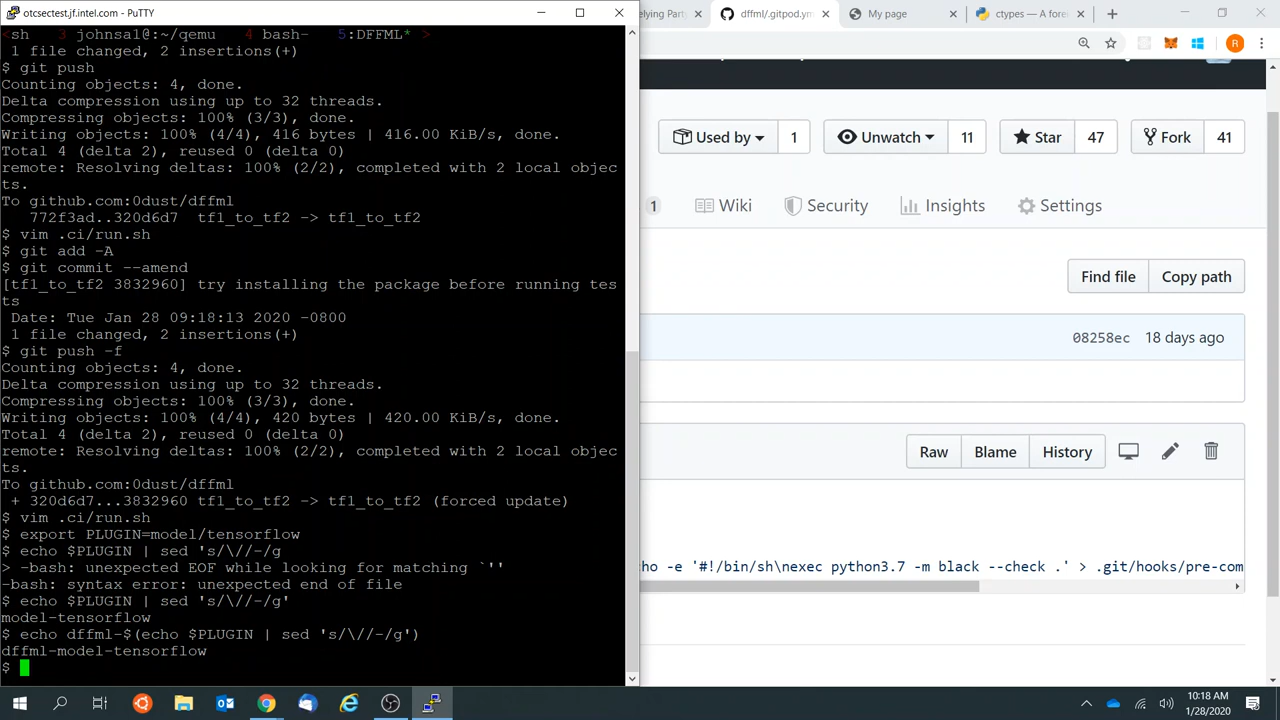 otcsectest.jf.intel.com - PuTTY
<sh  3 johnsa1@:~/qemu  4 bash-  5:DFFML* >
1 file changed, 2 insertions(+)
$ git push
Counting objects: 4, done.
Delta compression using up to 32 threads.
Compressing objects: 100% (3/3), done.
Writing objects: 100% (4/4), 416 bytes | 416.00 KiB/s, done.
Total 4 (delta 2), reused 0 (delta 0)
remote: Resolving deltas: 100% (2/2), completed with 2 local objec
ts.
To github.com:0dust/dffml
772f3ad..320d6d7  tf1_to_tf2 -> tf1_to_tf2
$ vim .ci/run.sh
$ git add -A
$ git commit --amend
[tf1_to_tf2 3832960] try installing the package before running tes
ts
Date: Tue Jan 28 09:18:13 2020 -0800
1 file changed, 2 insertions(+)
$ git push -f
Counting objects: 4, done.
Delta compression using up to 32 threads.
Compressing objects: 100% (3/3), done.
Writing objects: 100% (4/4), 420 bytes | 420.00 KiB/s, done.
Total 4 (delta 2), reused 0 (delta 0)
remote: Resolving deltas: 100% (2/2), completed with 2 local objec
ts.
To github.com:0dust/dffml
+ 320d6d7...3832960 tf1_to_tf2 -> tf1_to_tf2 (forced update)
$ vim .ci/run.sh
$ export PLUGIN=model/tensorflow
$ echo $PLUGIN | sed 's/\//-/g
> -bash: unexpected EOF while looking for matching `''
-bash: syntax error: unexpected end of file
$ echo $PLUGIN | sed 's/\//-/g'
model-tensorflow
$ echo dffml-$(echo $PLUGIN | sed 's/\//-/g')
dffml-model-tensorflow
$
elying Party
dffml/.gitpod.yml
My page
ctypes — A forei
R
Used by 1 Unwatch 11 Star 47 Fork 41
1 Wiki Security Insights Settings
Find file Copy path
08258ec 18 days ago
Raw Blame History
cho -e '#!/bin/sh\nexec python3.7 -m black --check .' > .git/hooks/pre-com
10:18 AM
1/28/2020